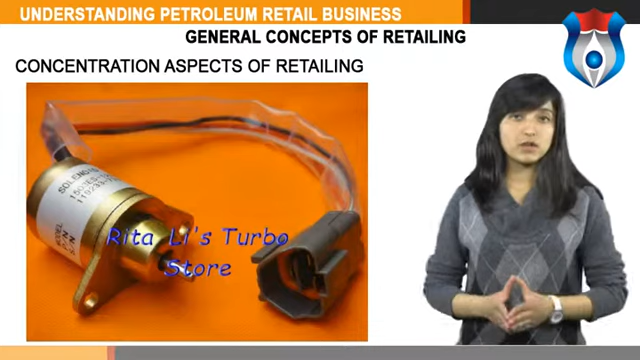 UNDERSTANDING PETROLEUM RETAIL BUSINESS
GENERAL CONCEPTS OF RETAILING
CONCENTRATION ASPECTS OF RETAILING
Rita Li's Turbo
Store